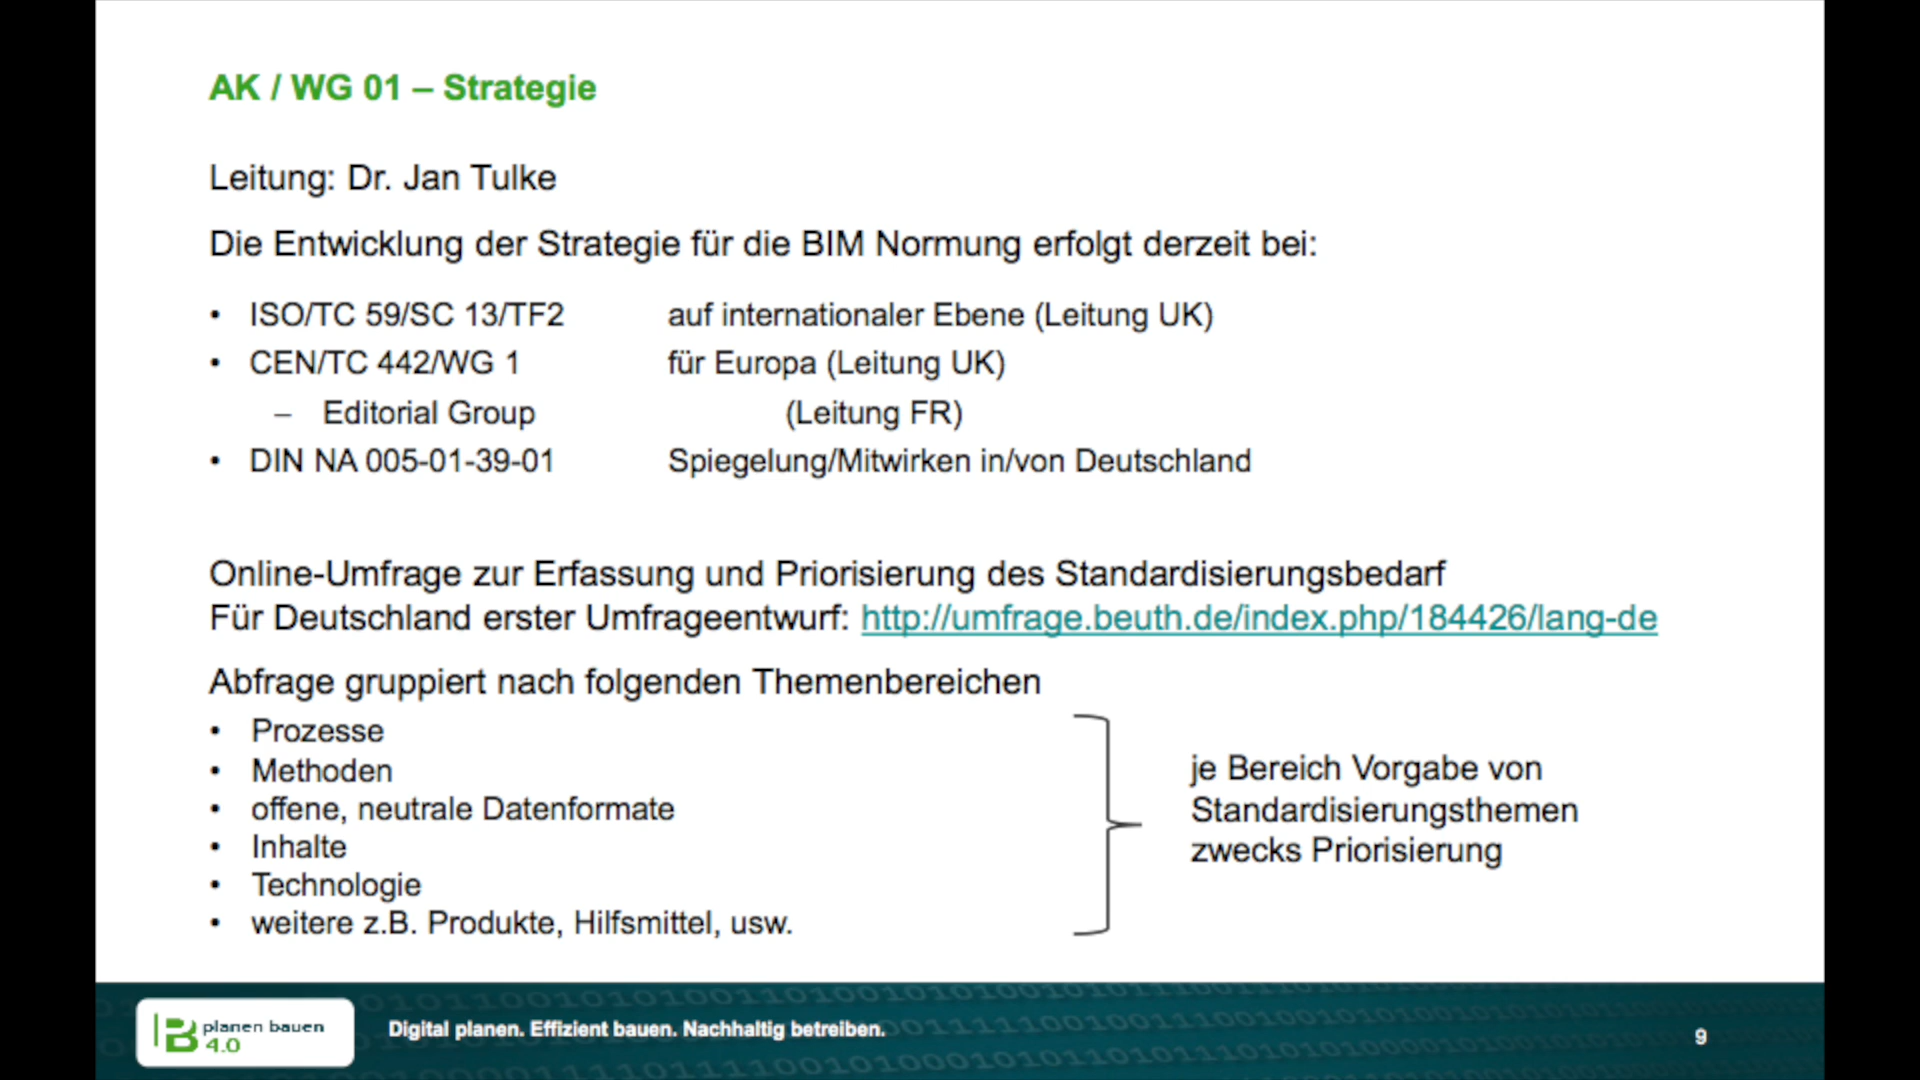 AK / WG 01 – Strategie
Leitung: Dr. Jan Tulke
Die Entwicklung der Strategie für die BIM Normung erfolgt derzeit bei:
• ISO/TC 59/SC 13/TF2 auf internationaler Ebene (Leitung UK)
• CEN/TC 442/WG 1 für Europa (Leitung UK)
– Editorial Group (Leitung FR)
• DIN NA 005-01-39-01 Spiegelung/Mitwirken in/von Deutschland
Online-Umfrage zur Erfassung und Priorisierung des Standardisierungsbedarf
Für Deutschland erster Umfrageentwurf: http://umfrage.beuth.de/index.php/184426/lang-de
Abfrage gruppiert nach folgenden Themenbereichen
• Prozesse
• Methoden
• offene, neutrale Datenformate
• Inhalte
• Technologie
• weitere z.B. Produkte, Hilfsmittel, usw.
je Bereich Vorgabe von
Standardisierungsthemen
zwecks Priorisierung
planen bauen
4.0
Digital planen. Effizient bauen. Nachhaltig betreiben.
9